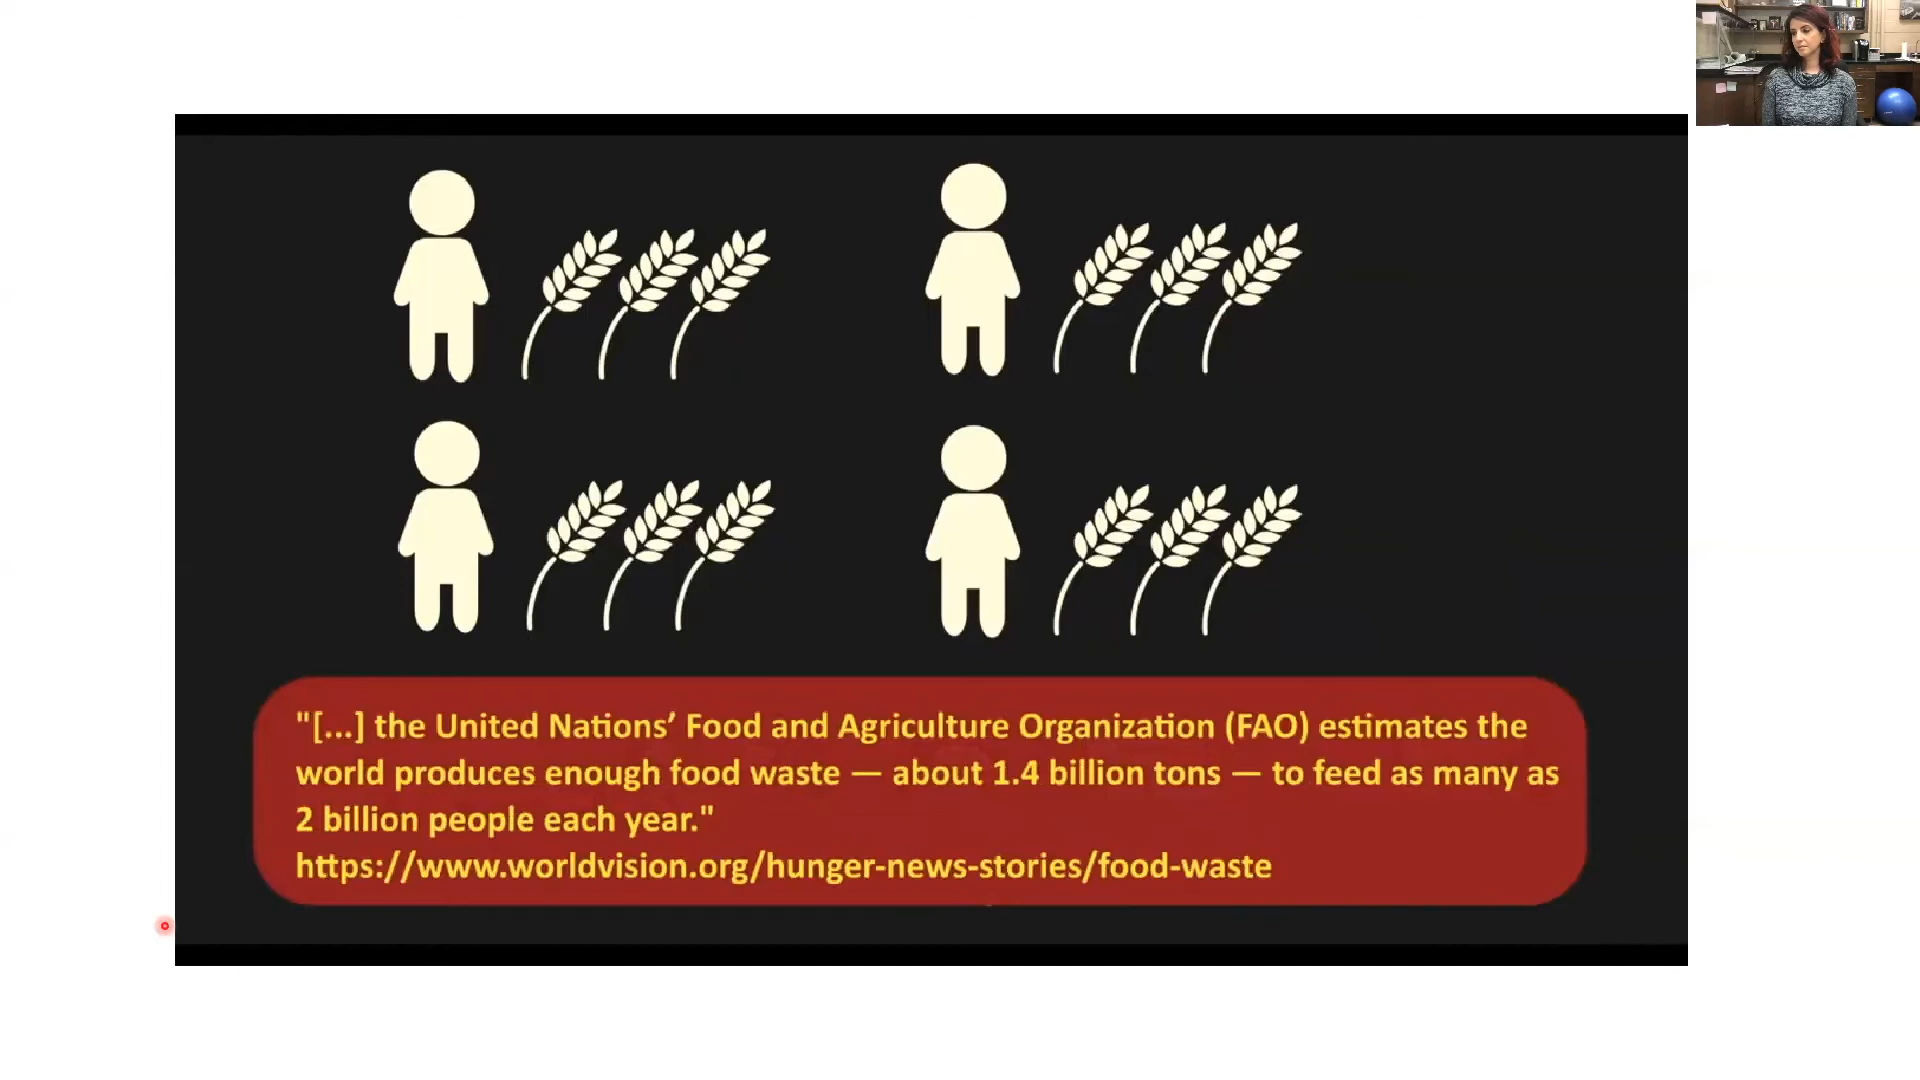 "[...] the United Nations’ Food and Agriculture Organization (FAO) estimates the
world produces enough food waste — about 1.4 billion tons — to feed as many as
2 billion people each year."
https://www.worldvision.org/hunger-news-stories/food-waste